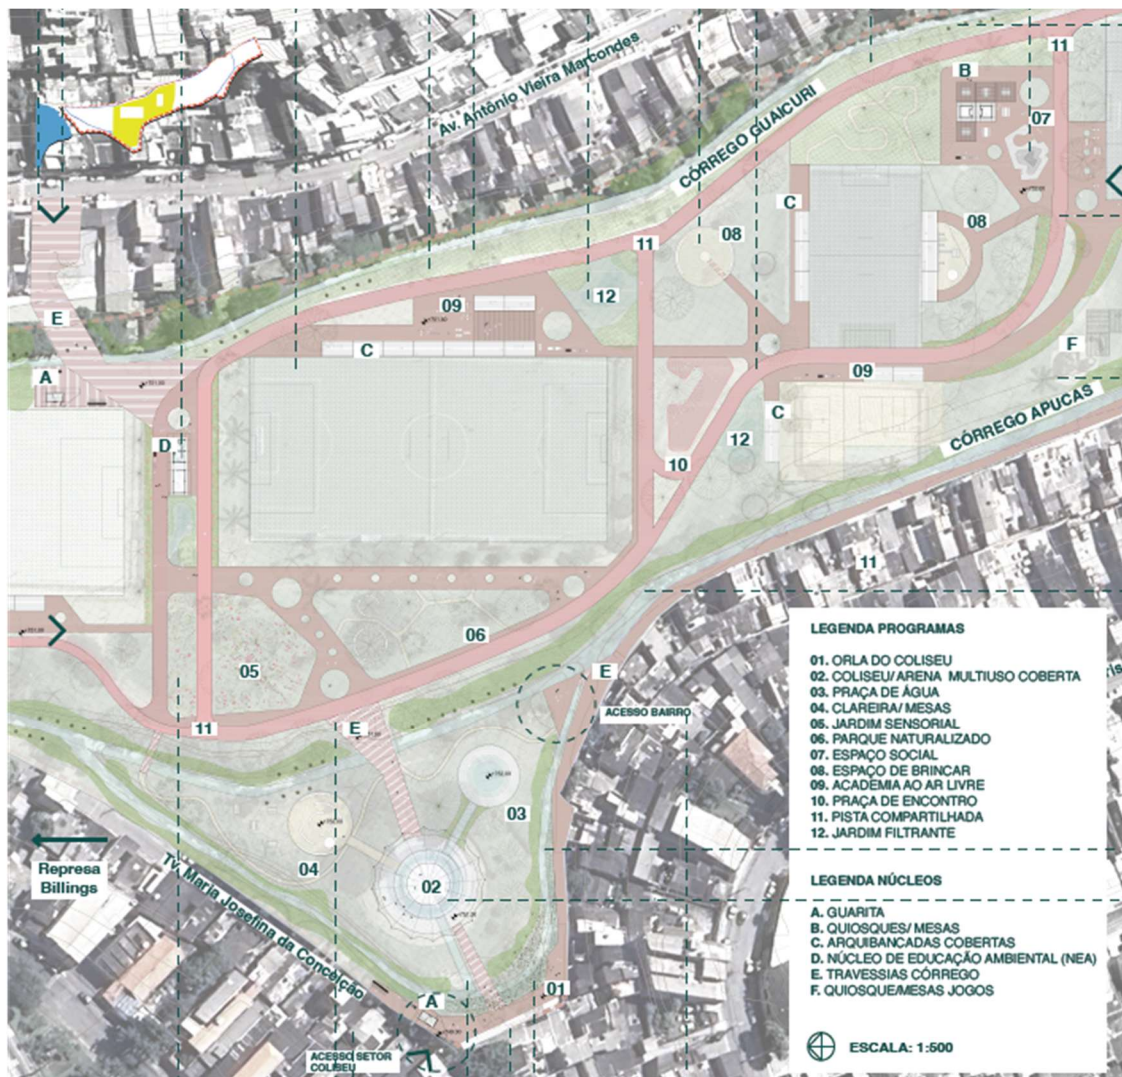 Av. Antônio Vieira Marcondes
CÓRREGO GUAICURI
11
B
07
C
08
08
11
E
12
09
C
A
F
09
C
CÓRREGO APUCAS
D
12
10
11
06
05
E
ACESSO BAIRRO
11
E
03
04
02
Represa
Billings
Tv. Maria Josefina da Conceição
A
01
ACESSO SETOR
COLISEU
LEGENDA PROGRAMAS
01. ORLA DO COLISEU
02. COLISEU/ ARENA MULTIUSO COBERTA
03. PRAÇA DE ÁGUA
04. CLAREIRA/ MESAS
05. JARDIM SENSORIAL
06. PARQUE NATURALIZADO
07. ESPAÇO SOCIAL
08. ESPAÇO DE BRINCAR
09. ACADEMIA AO AR LIVRE
10. PRAÇA DE ENCONTRO
11. PISTA COMPARTILHADA
12. JARDIM FILTRANTE
LEGENDA NÚCLEOS
A. GUARITA
B. QUIOSQUES/ MESAS
C. ARQUIBANCADAS COBERTAS
D. NÚCLEO DE EDUCAÇÃO AMBIENTAL (NEA)
E. TRAVESSIAS CÓRREGO
F. QUIOSQUE/MESAS JOGOS
ESCALA: 1:500